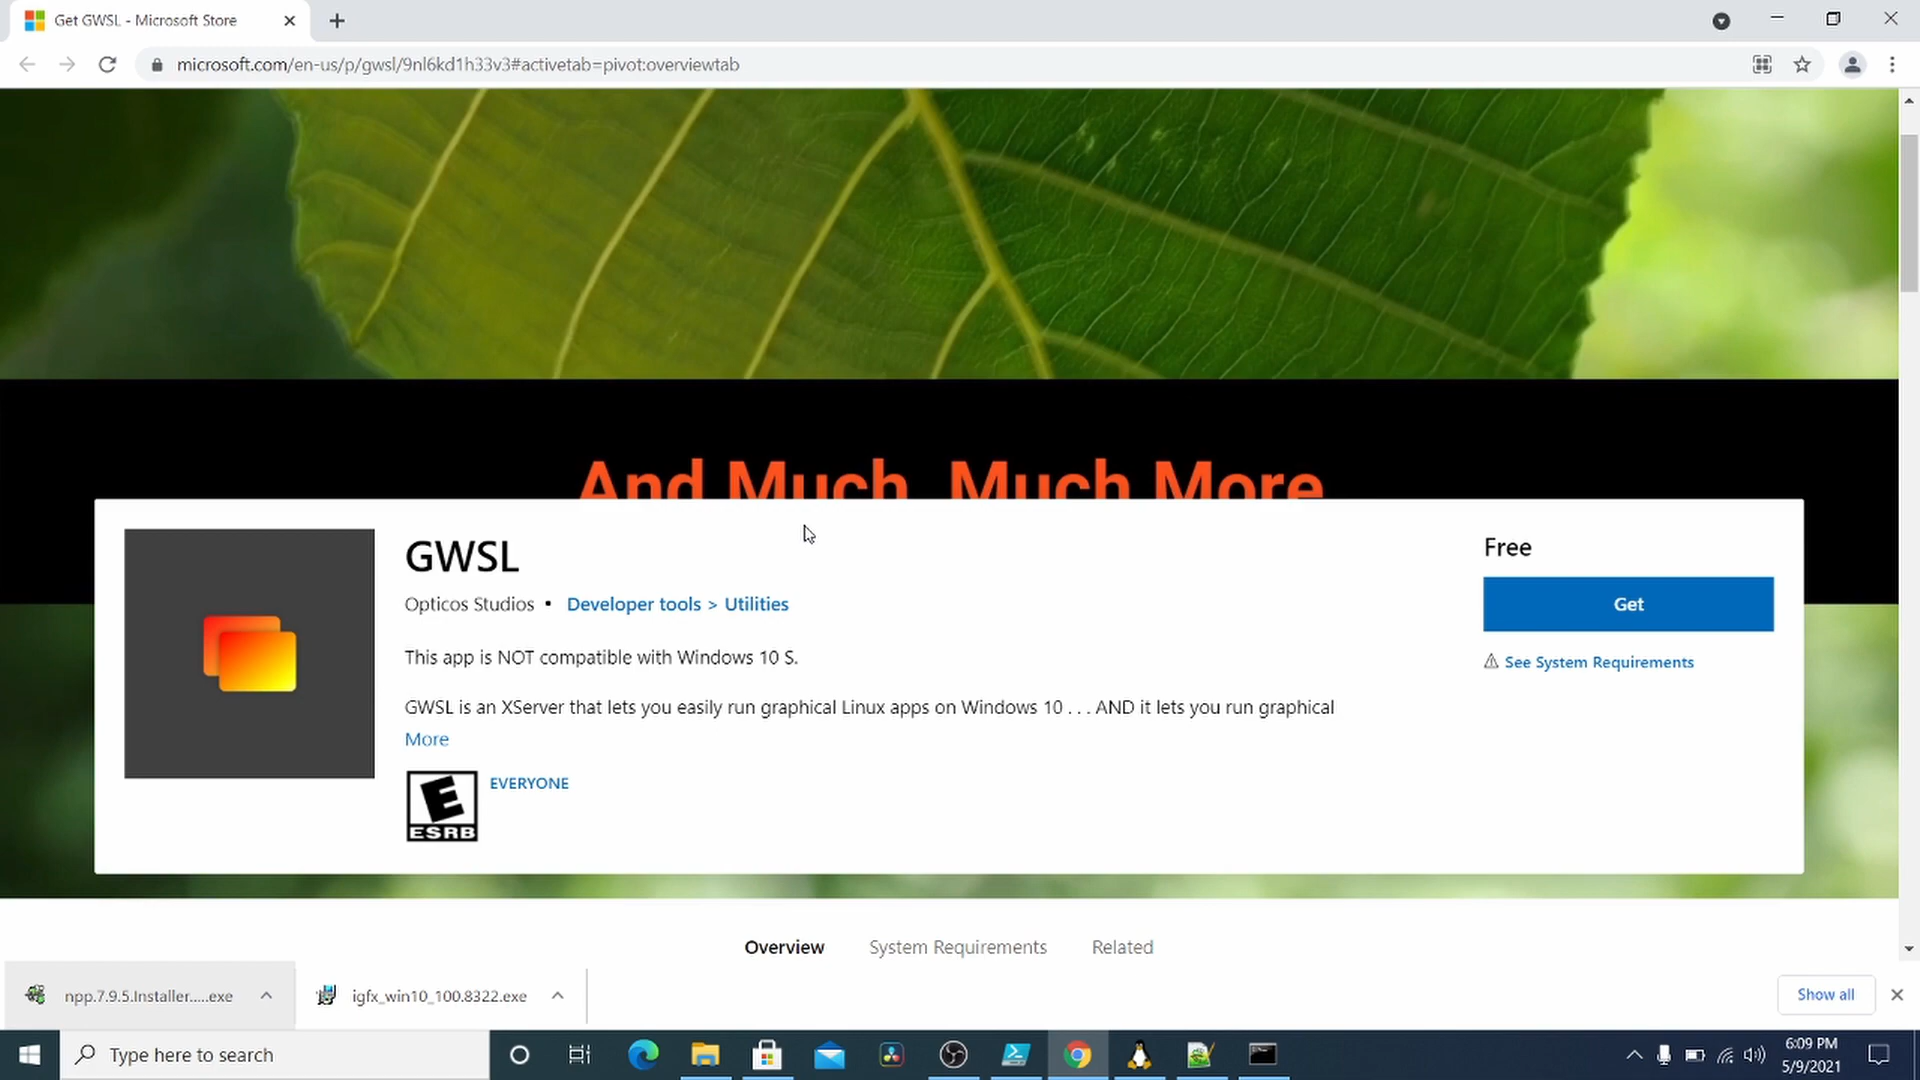 Get GWSL - Microsoft Store
microsoft.com/en-us/p/gwsl/9nl6kd1h33v3#activetab=pivot:overviewtab
And Much, Much More
GWSL
Opticos Studios • Developer tools > Utilities
This app is NOT compatible with Windows 10 S.
GWSL is an XServer that lets you easily run graphical Linux apps on Windows 10 . . . AND it lets you run graphical
More
E
ESRB
EVERYONE
Free
Get
See System Requirements
Overview System Requirements Related
npp.7.9.5.Installer.....exe
igfx_win10_100.8322.exe
Show all
Type here to search
6:09 PM
5/9/2021